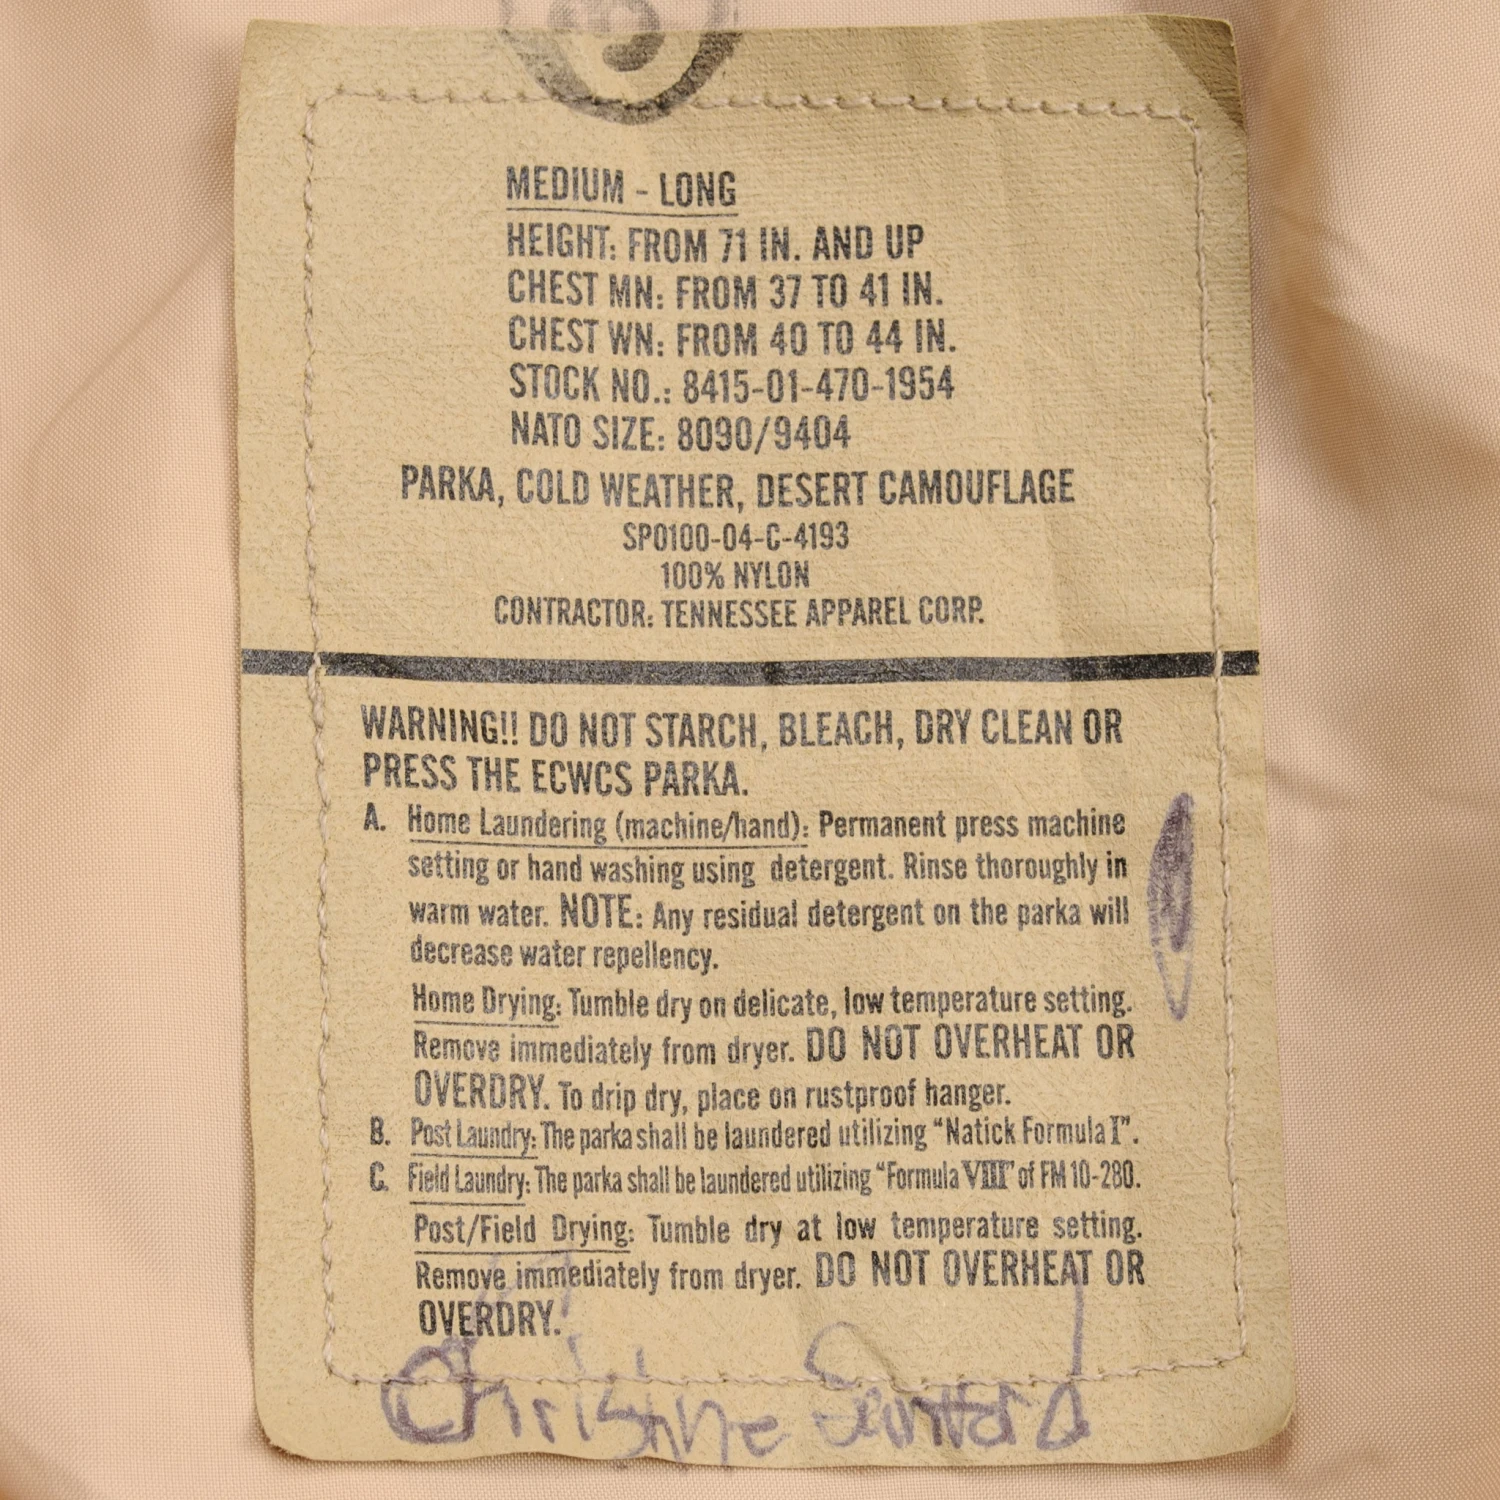 MEDIUM - LONG
HEIGHT: FROM 71 IN. AND UP
CHEST MN: FROM 37 TO 41 IN.
CHEST WN: FROM 40 TO 44 IN.
STOCK NO.: 8415-01-470-1954
NATO SIZE: 8090/9404
PARKA, COLD WEATHER, DESERT CAMOUFLAGE
SP0100-04-C-4193
100% NYLON
CONTRACTOR: TENNESSEE APPAREL CORP.
WARNING!! DO NOT STARCH, BLEACH, DRY CLEAN OR
PRESS THE ECWCS PARKA.
A. Home Laundering (machine/hand): Permanent press machine
setting or hand washing using detergent. Rinse thoroughly in
warm water. NOTE: Any residual detergent on the parka will
decrease water repellency.
Home Drying: Tumble dry on delicate, low temperature setting.
Remove immediately from dryer. DO NOT OVERHEAT OR
OVERDRY. To drip dry, place on rustproof hanger.
B. Post Laundry: The parka shall be laundered utilizing “Natick Formula I”.
C. Field Laundry: The parka shall be laundered utilizing “Formula VIII” of FM 10-280.
Post/Field Drying: Tumble dry at low temperature setting.
Remove immediately from dryer. DO NOT OVERHEAT OR
OVERDRY.
Christine